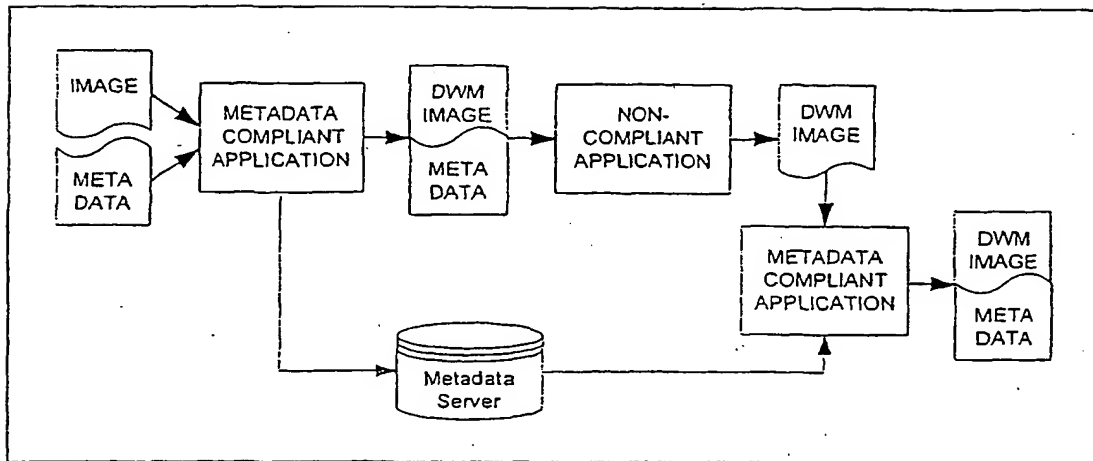 IMAGE
META
DATA
METADATA
COMPLIANT
APPLICATION
DWM
IMAGE
META
DATA
NON-
COMPLIANT
APPLICATION
DWM
IMAGE
METADATA
COMPLIANT
APPLICATION
DWM
IMAGE
META
DATA
Metadata
Server